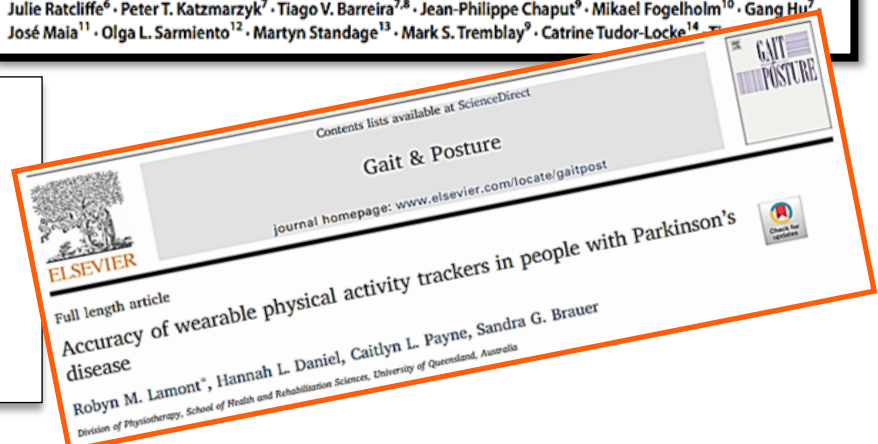 Julie Ratcliffe⁶ · Peter T. Katzmarzyk⁷ · Tiago V. Barreira⁷,⁸ · Jean-Philippe Chaput⁹ · Mikael Fogelholm¹⁰ · Gang Hu⁷
José Maia¹¹ · Olga L. Sarmiento¹² · Martyn Standage¹³ · Mark S. Tremblay⁹ · Catrine Tudor-Locke¹⁴ ·
Contents lists available at ScienceDirect
GAIT
POSTURE
Gait & Posture
journal homepage: www.elsevier.com/locate/gaitpost
ELSEVIER
Check for
updates
Full length article
Accuracy of wearable physical activity trackers in people with Parkinson's
disease
Robyn M. Lamont*, Hannah L. Daniel, Caitlyn L. Payne, Sandra G. Brauer
Division of Physiotherapy, School of Health and Rehabilitation Sciences, University of Queensland, Australia